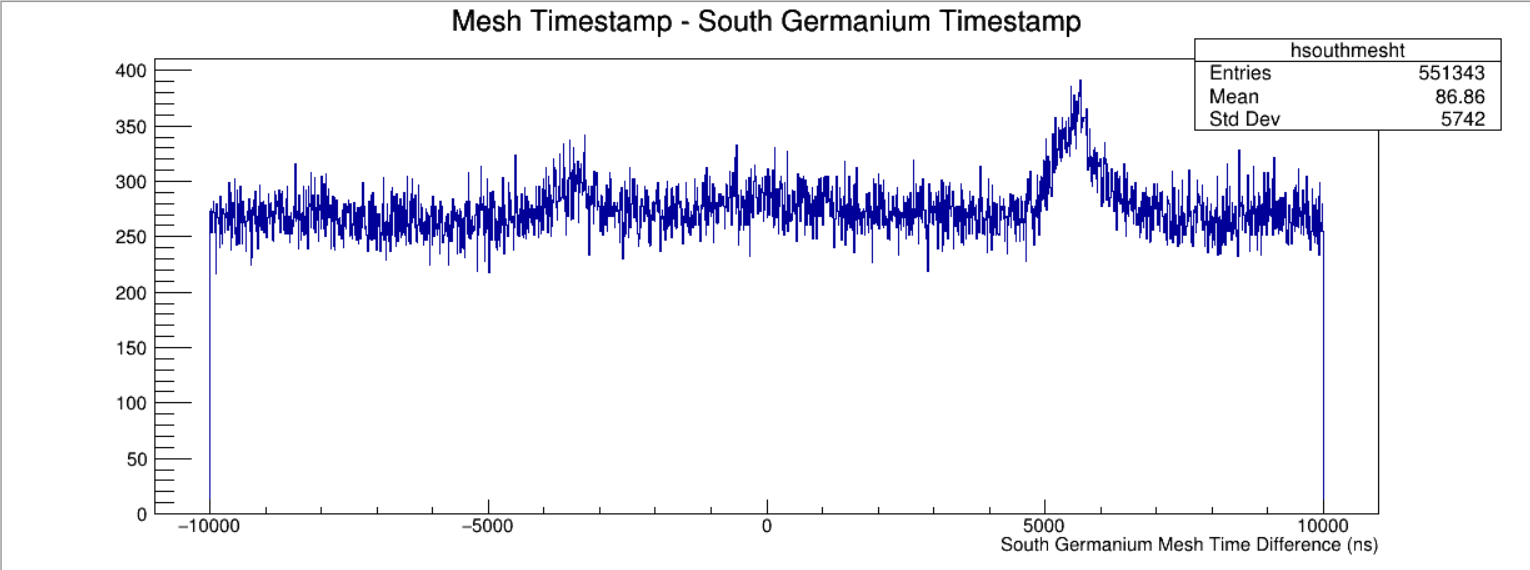 Mesh Timestamp - South Germanium Timestamp
hsouthmesht
Entries 551343
Mean 86.86
Std Dev 5742
400
350
300
250
200
150
100
50
0
−10000 −5000 0 5000 10000
South Germanium Mesh Time Difference (ns)